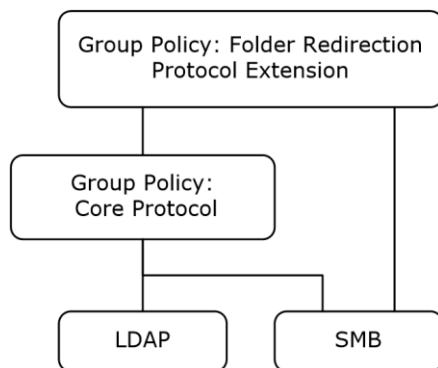 Group Policy: Folder Redirection
Protocol Extension
Group Policy:
Core Protocol
LDAP
SMB